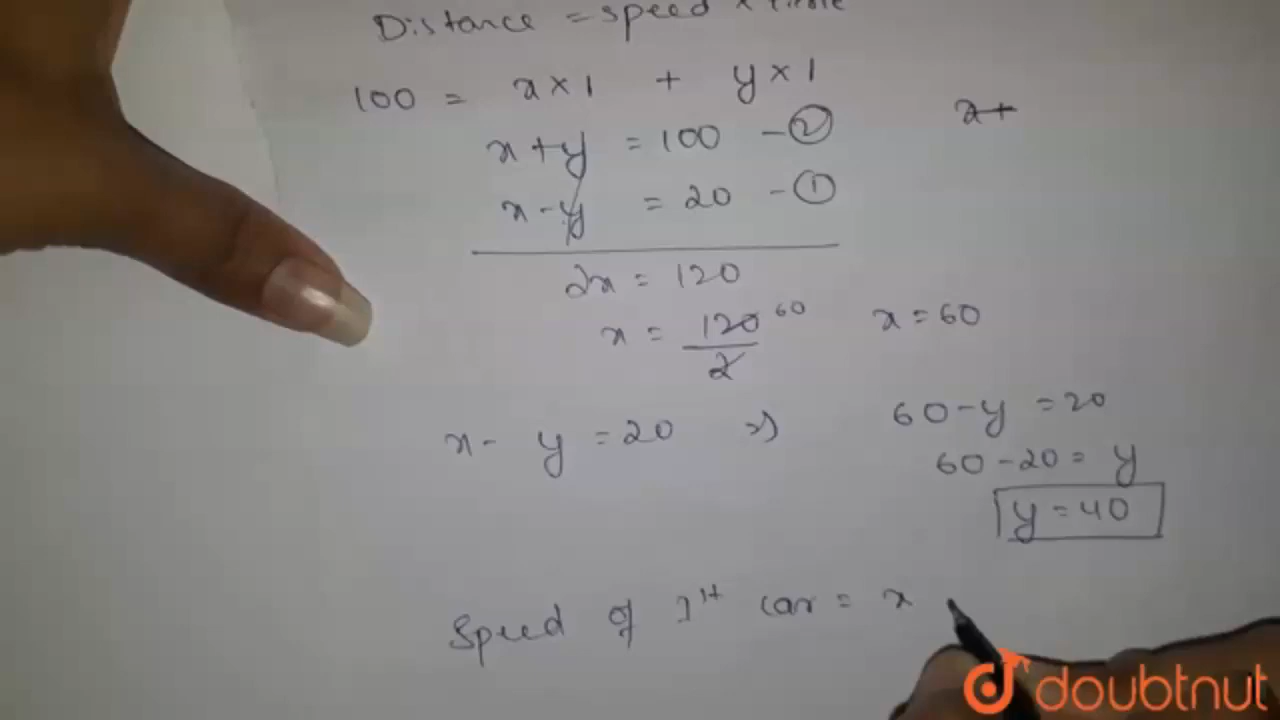 Distance = speed × time
100 = x × 1 + y × 1
x + y = 100 - ②
x +
x - y = 20 - ①
2x = 120
x = 120/2 60 x = 60
x - y = 20 ⇒ 60 - y = 20
60 - 20 = y
y = 40
Speed of Ist car = x
doubtnut